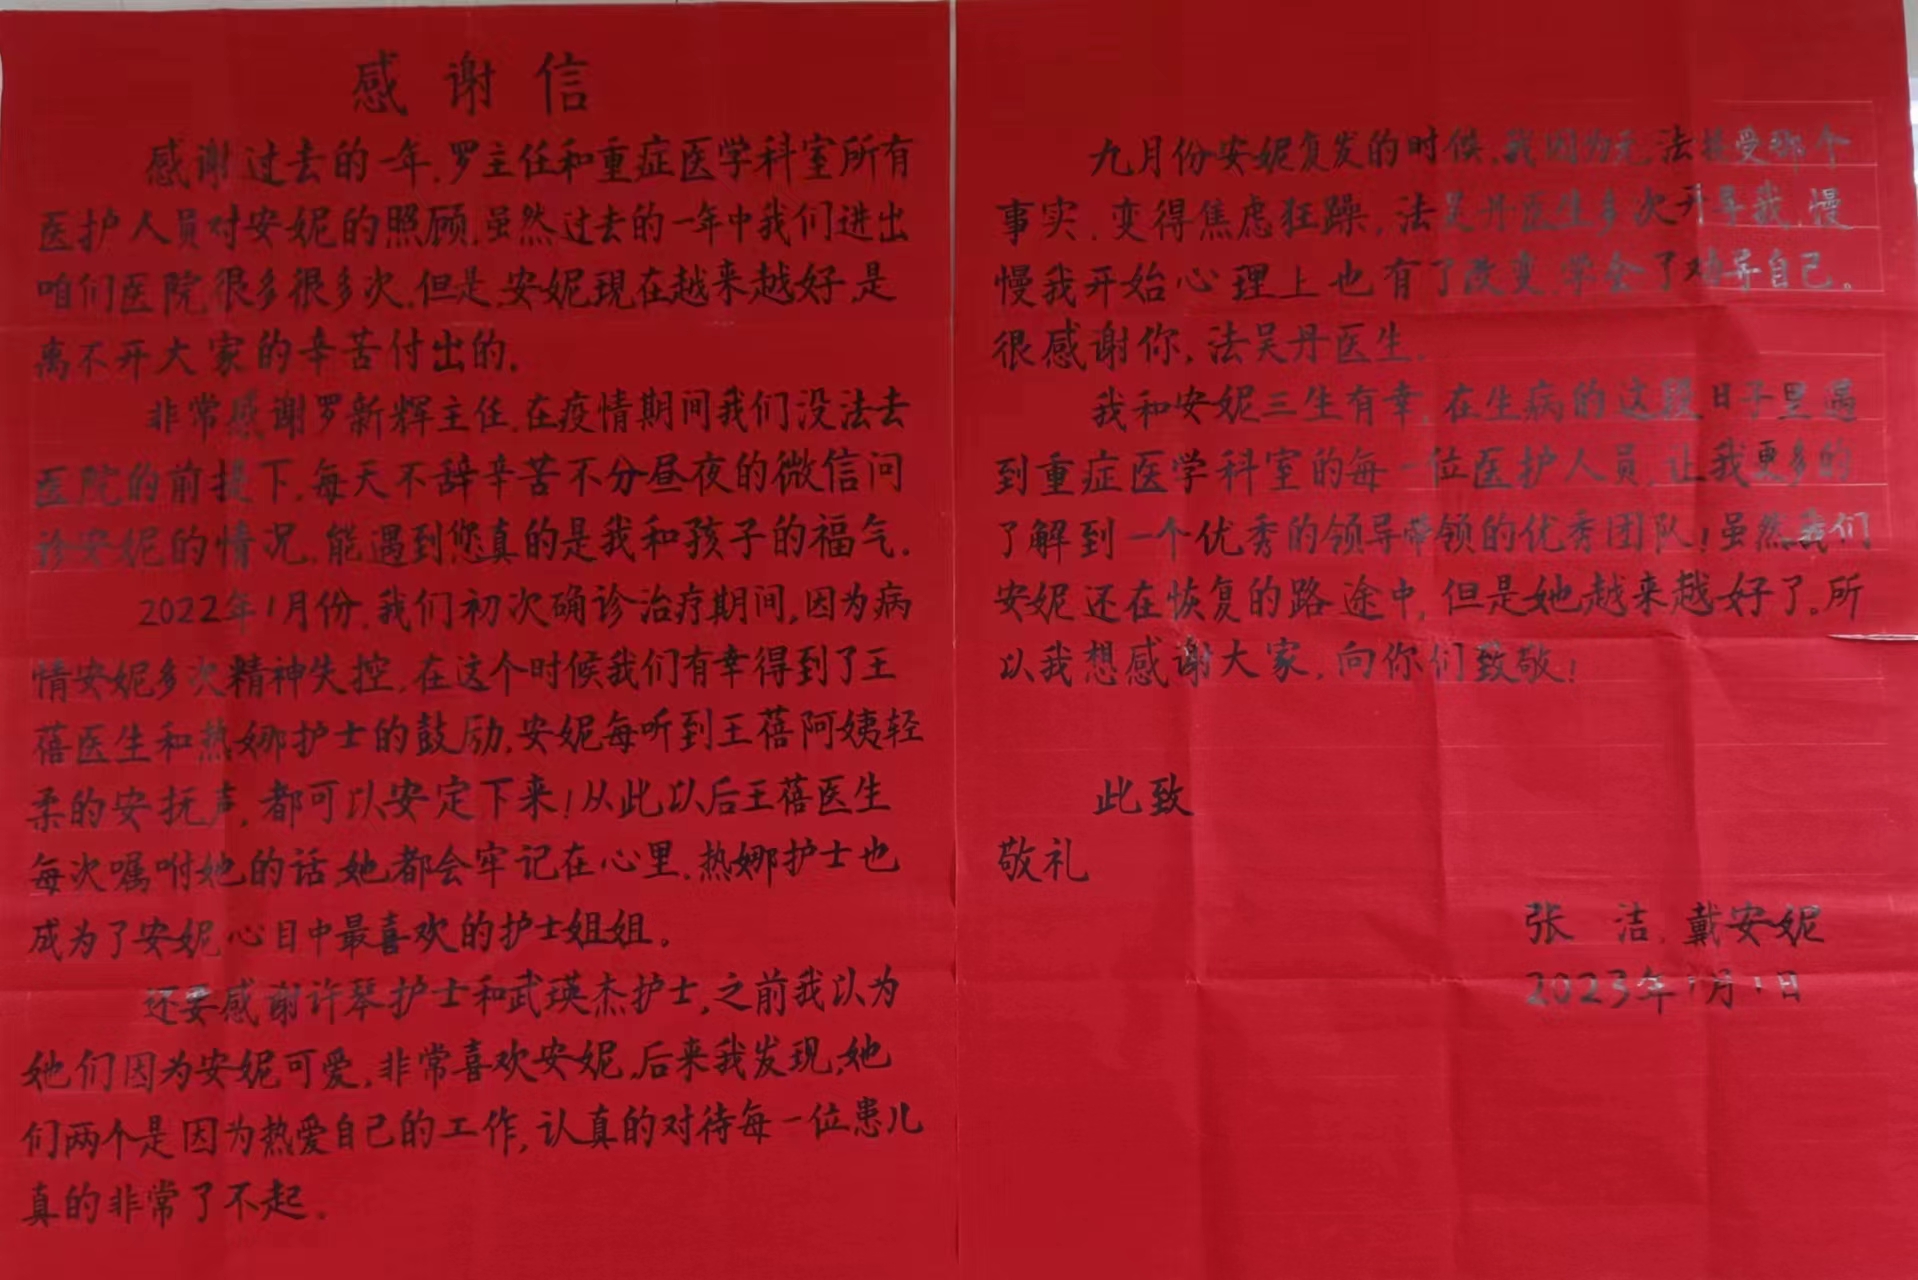 感谢信
感谢过去的一年,罗主任和重症医学科室所有
医护人员对安妮的照顾,虽然过去的一年中我们进出
咱们医院很多很多次,但是,安妮现在越来越好,是
离不开大家的辛苦付出的。
非常感谢罗新辉主任,在疫情期间我们没法去
医院的前提下,每天不辞辛苦不分昼夜的微信问
诊安妮的情况,能遇到您真的是我和孩子的福气。
2022年1月份,我们初次确诊治疗期间,因为病
情安妮多次精神失控,在这个时候我们有幸得到了王
蓓医生和热娜护士的鼓励,安妮每听到王蓓阿姨轻
柔的安抚声,都可以安定下来!从此以后王蓓医生
每次嘱咐她的话,她都会牢记在心里,热娜护士也
成为了安妮心目中最喜欢的护士姐姐。
还要感谢许琴护士和武瑛杰护士,之前我以为
她们因为安妮可爱,非常喜欢安妮,后来我发现,她
们两个是因为热爱自己的工作,认真的对待每一位患儿
真的非常了不起。
九月份安妮复发的时候,我因为无法接受那个
事实,变得焦虑狂躁,法吴丹医生多次开导我,慢
慢我开始心理上也有了改变,学会了劝导自己。
很感谢你,法吴丹医生。
我和安妮三生有幸,在生病的这段日子里遇
到重症医学科室的每一位医护人员,让我更多的
了解到一个优秀的领导带领的优秀团队!虽然我们
安妮还在恢复的路途中,但是她越来越好了。所
以我想感谢大家,向你们致敬!
此致
敬礼
张洁,戴安妮
2023年1月1日